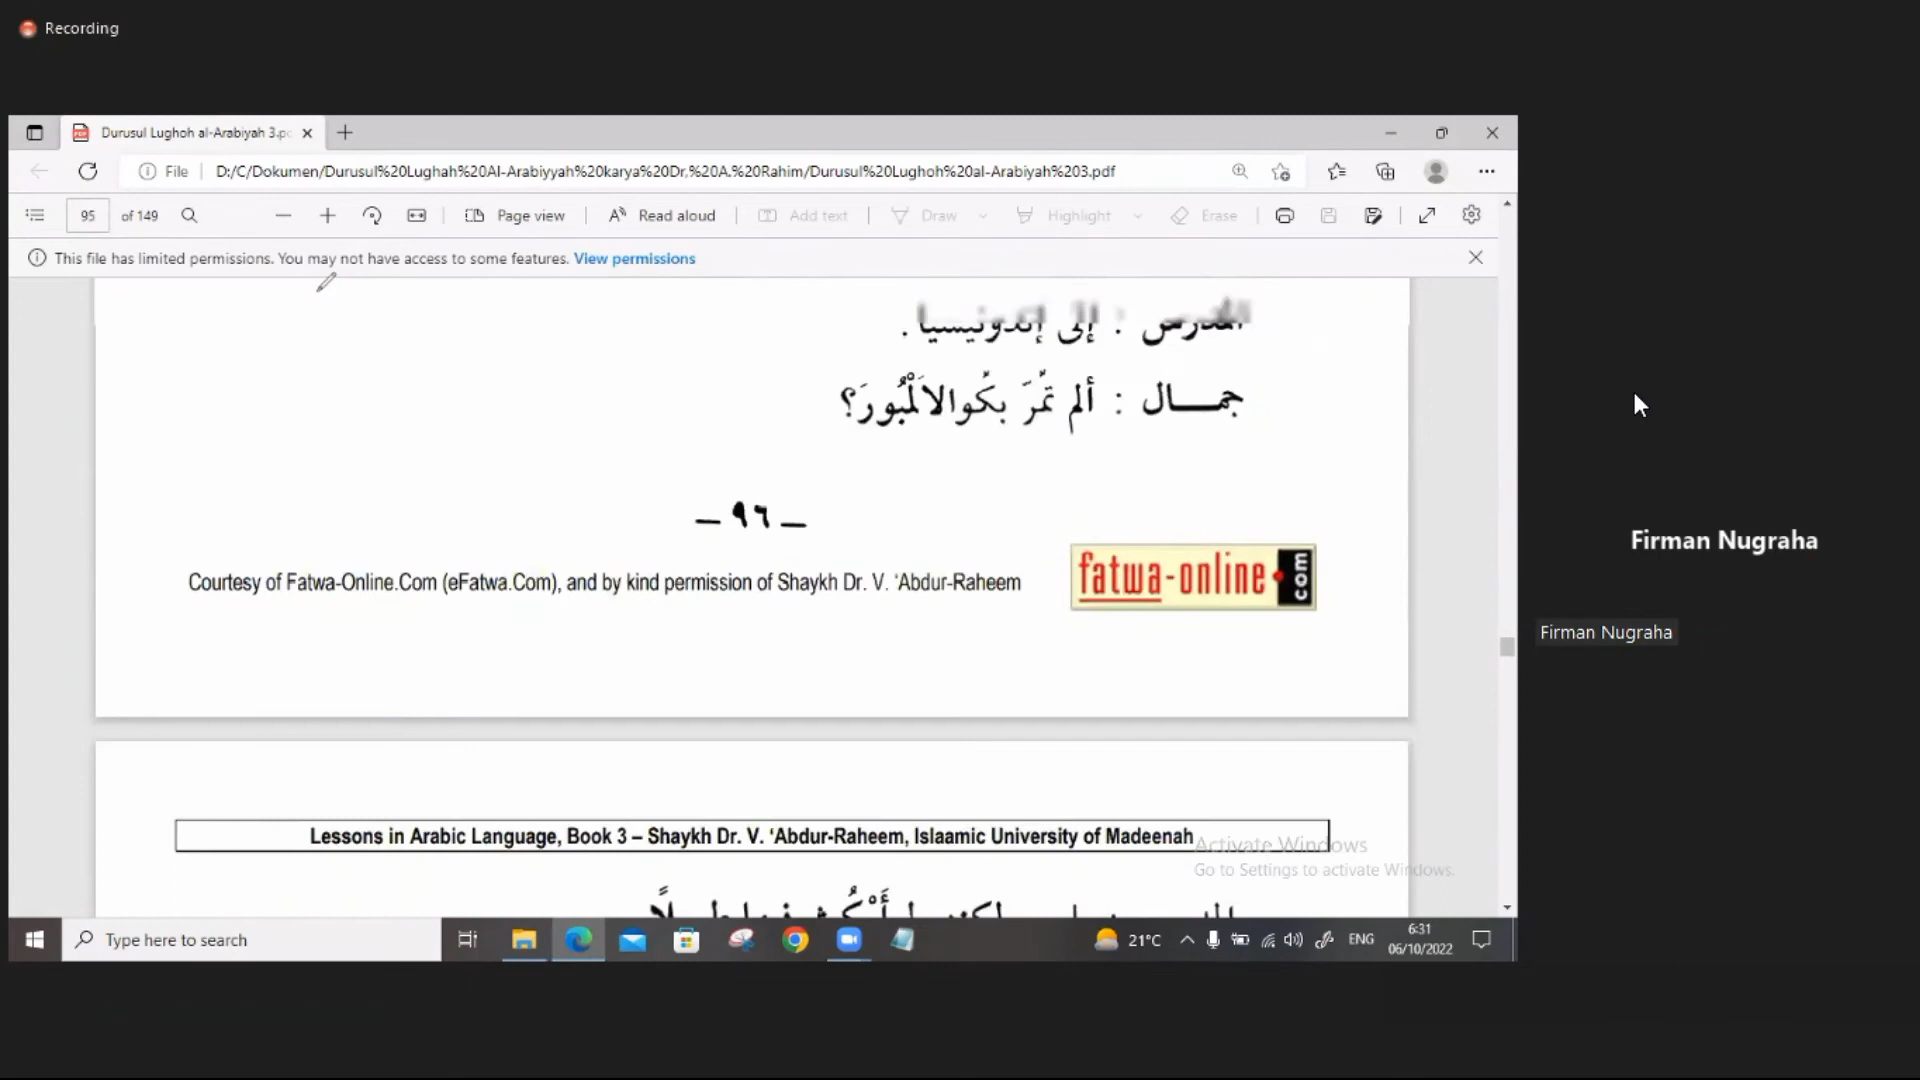 Recording
Durusul Lughoh al-Arabiyah 3.pd
File D:/C/Dokumen/Durusul%20Lughah%20Al-Arabiyyah%20karya%20Dr,%20A.%20Rahim/Durusul%20Lughoh%20al-Arabiyah%203.pdf
95 of 149 Page view Read aloud Add text Draw Highlight Erase
This file has limited permissions. You may not have access to some features. View permissions
المدرس : إلى إندونيسيا.
جمـــال : ألم تَمُرَّ بِكُوالالَمْبُورَ؟
– ٩٦ –
Courtesy of Fatwa-Online.Com (eFatwa.Com), and by kind permission of Shaykh Dr. V. ‘Abdur-Raheem
fatwa-online.com
Firman Nugraha
Firman Nugraha
Lessons in Arabic Language, Book 3 – Shaykh Dr. V. ‘Abdur-Raheem, Islaamic University of Madeenah
Activate Windows
Go to Settings to activate Windows.
Type here to search
21°C ENG 6:31
06/10/2022